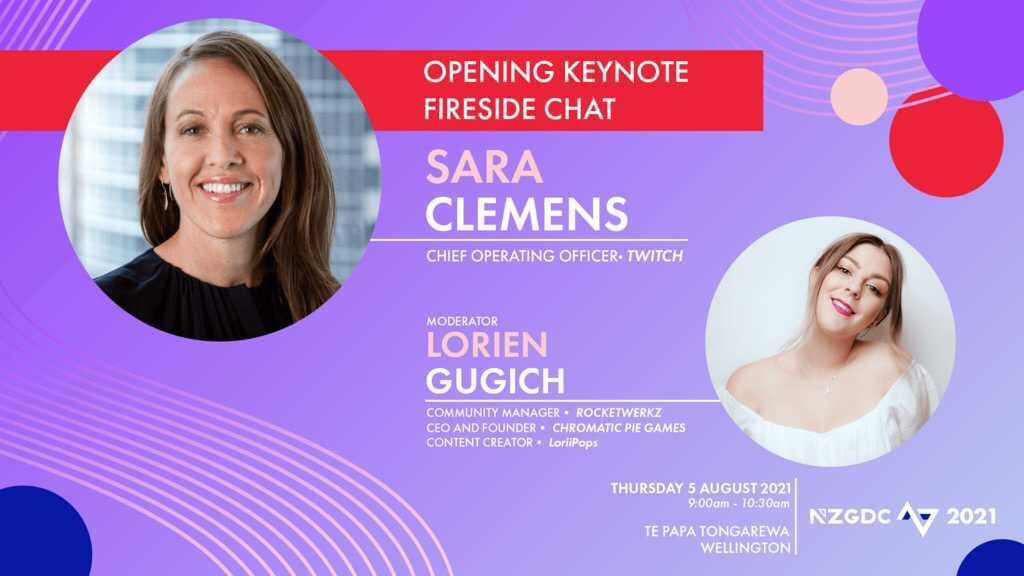 OPENING KEYNOTE
FIRESIDE CHAT
SARA
CLEMENS
CHIEF OPERATING OFFICER• TWITCH
MODERATOR
LORIEN
GUGICH
COMMUNITY MANAGER • ROCKETWERKZ
CEO AND FOUNDER • CHROMATIC PIE GAMES
CONTENT CREATOR • LoriiPops
THURSDAY 5 AUGUST 2021
9:00am - 10:30am
TE PAPA TONGAREWA
WELLINGTON
NZGDC 2021